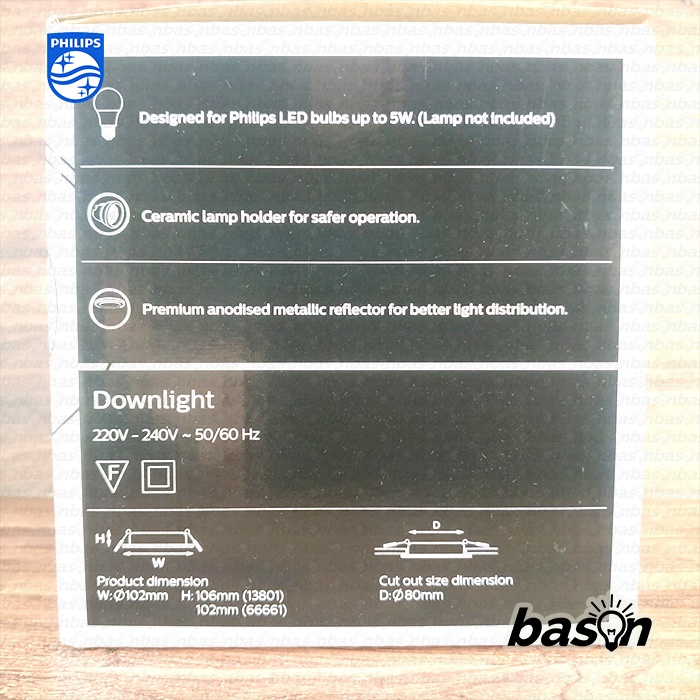 PHILIPS
Designed for Philips LED bulbs up to 5W. (Lamp not included)
Ceramic lamp holder for safer operation.
Premium anodised metallic reflector for better light distribution.
Downlight
220V - 240V ~ 50/60 Hz
F
H
W
D
Product dimension
W: Ø102mm H: 106mm (13801)
102mm (66661)
Cut out size dimension
D: Ø80mm
bason